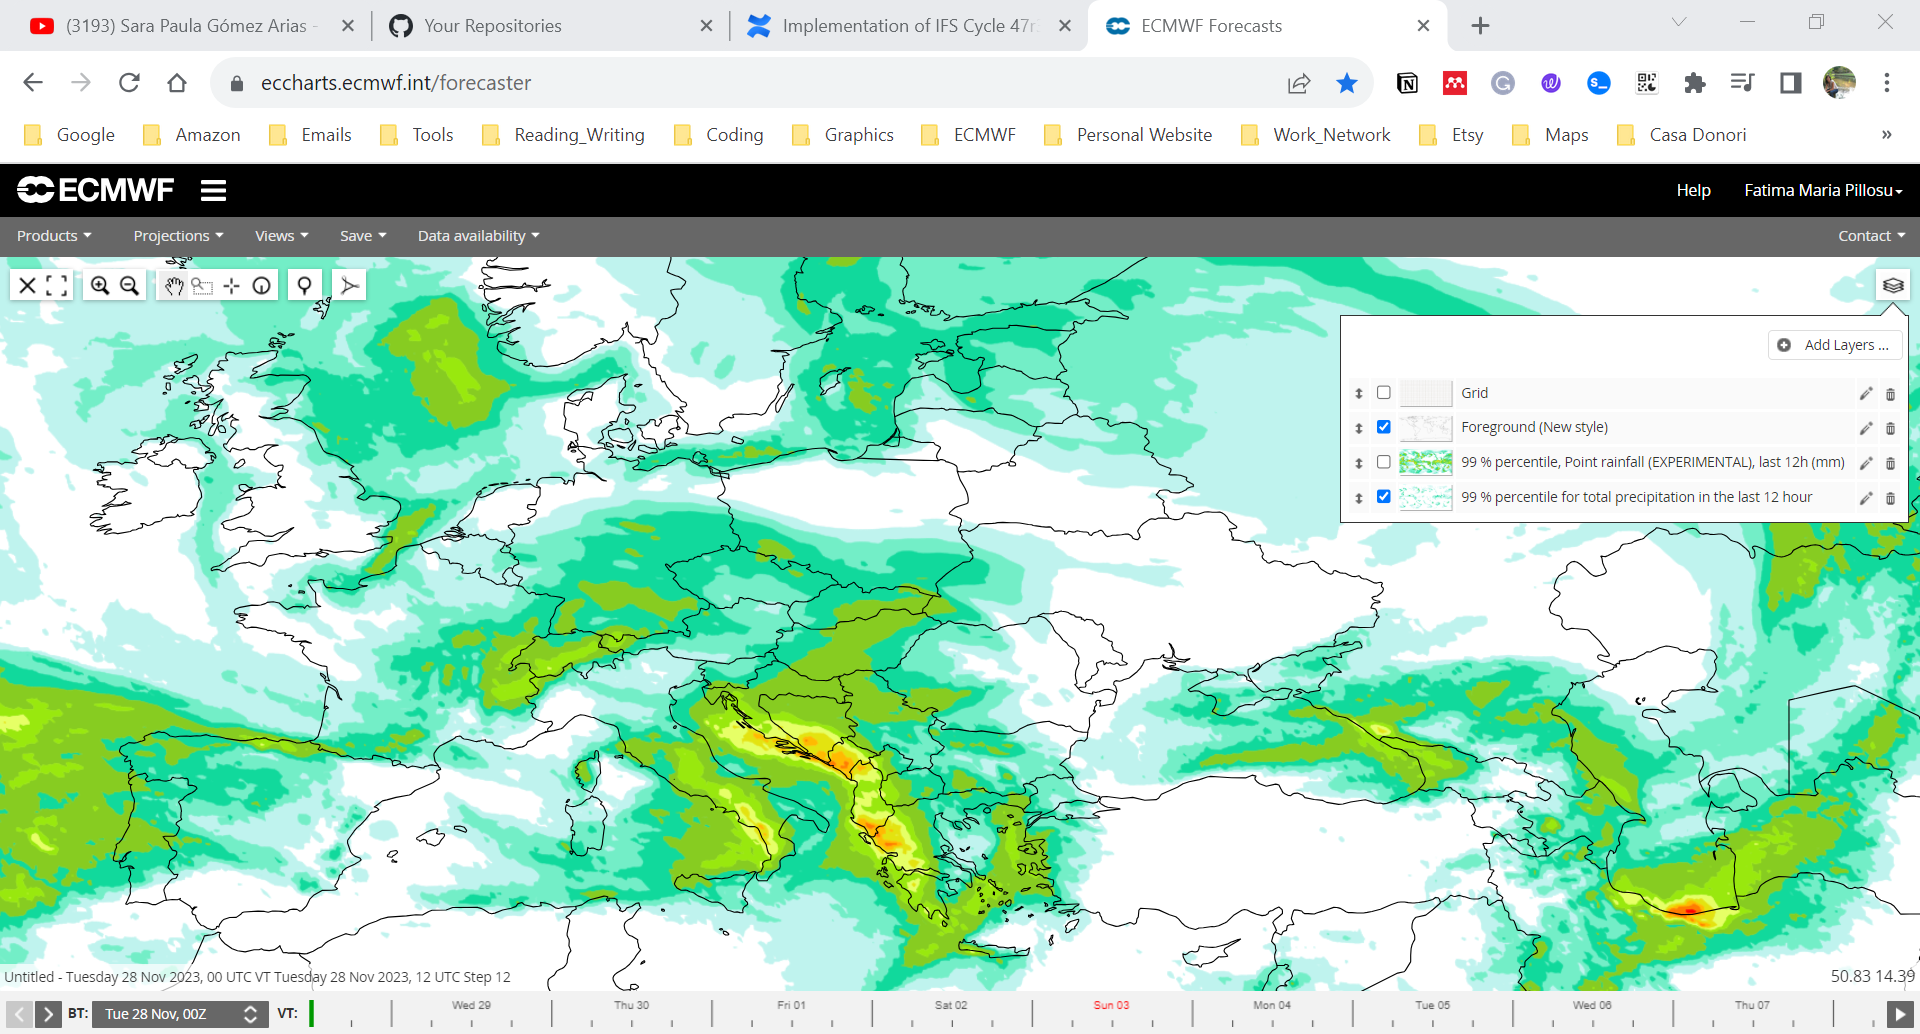 (3193) Sara Paula Gómez Arias -
Your Repositories
Implementation of IFS Cycle 47r
ECMWF Forecasts
eccharts.ecmwf.int/forecaster
Google
Amazon
Emails
Tools
Reading_Writing
Coding
Graphics
ECMWF
Personal Website
Work_Network
Etsy
Maps
Casa Donori
»
ECMWF
Help
Fatima Maria Pillosu
Products
Projections
Views
Save
Data availability
Contact
Add Layers ...
Grid
Foreground (New style)
99 % percentile, Point rainfall (EXPERIMENTAL), last 12h (mm)
99 % percentile for total precipitation in the last 12 hour
Untitled - Tuesday 28 Nov 2023, 00 UTC VT Tuesday 28 Nov 2023, 12 UTC Step 12
50.83 14.39
BT:
Tue 28 Nov, 00Z
VT:
Wed 29
Thu 30
Fri 01
Sat 02
Sun 03
Mon 04
Tue 05
Wed 06
Thu 07